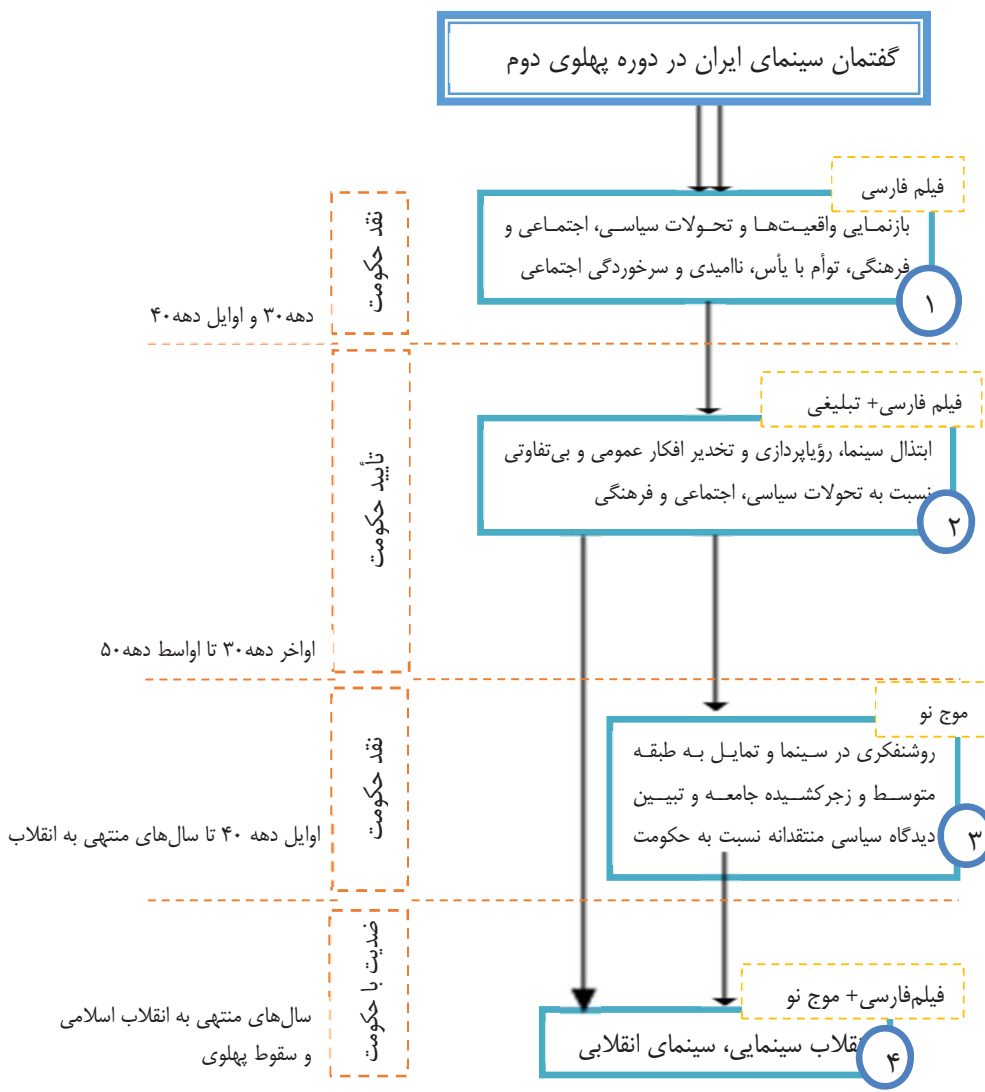 گفتمان سینمای ایران در دوره پهلوی دوم
فیلم فارسی
بازنمایی واقعیت‌ها و تحولات سیاسی، اجتماعی و
فرهنگی، توأم با یأس، ناامیدی و سرخوردگی اجتماعی
۱
نقد حکومت
دهه۳۰ و اوایل دهه۴۰
فیلم فارسی+ تبلیغی
ابتذال سینما، رؤیاپردازی و تخدیر افکار عمومی و بی‌تفاوتی
نسبت به تحولات سیاسی، اجتماعی و فرهنگی
۲
تأیید حکومت
اواخر دهه۳۰ تا اواسط دهه۵۰
موج نو
روشنفکری در سینما و تمایل به طبقه
متوسط و زجرکشیده جامعه و تبیین
دیدگاه سیاسی منتقدانه نسبت به حکومت
۳
نقد حکومت
اوایل دهه ۴۰ تا سال‌های منتهی به انقلاب
فیلم‌فارسی+ موج نو
انقلاب سینمایی، سینمای انقلابی
۴
ضدیت با حکومت
سال‌های منتهی به انقلاب اسلامی
و سقوط پهلوی